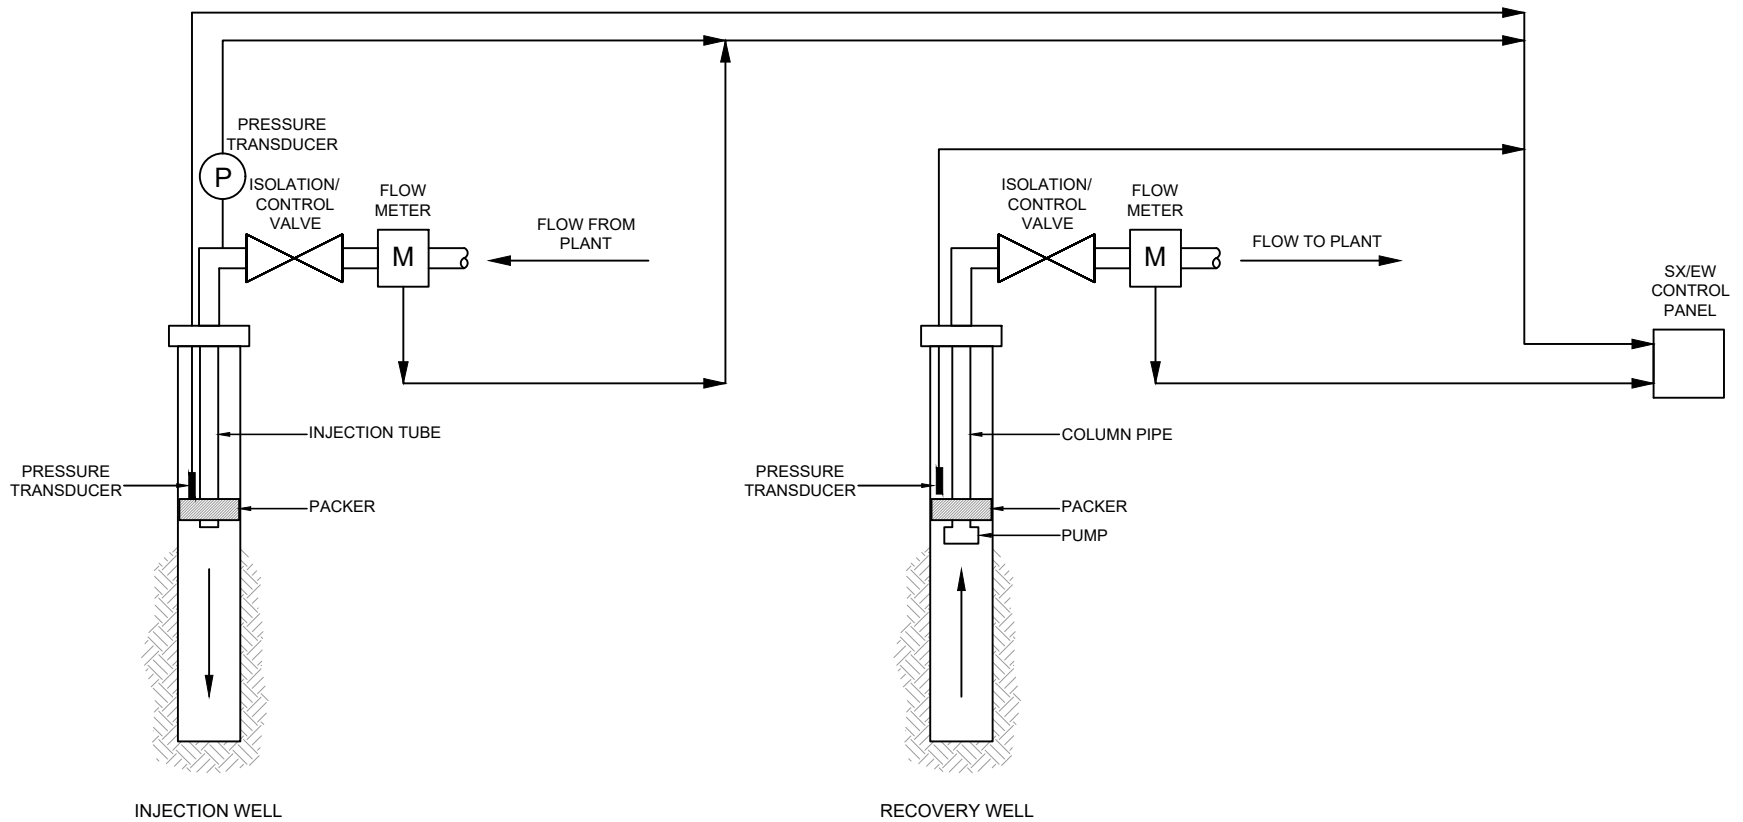 PRESSURE
TRANSDUCER
P
ISOLATION/
CONTROL
VALVE
FLOW
METER
M
FLOW FROM
PLANT
INJECTION TUBE
PRESSURE
TRANSDUCER
PACKER
INJECTION WELL
ISOLATION/
CONTROL
VALVE
FLOW
METER
M
FLOW TO PLANT
SX/EW
CONTROL
PANEL
COLUMN PIPE
PRESSURE
TRANSDUCER
PACKER
PUMP
RECOVERY WELL